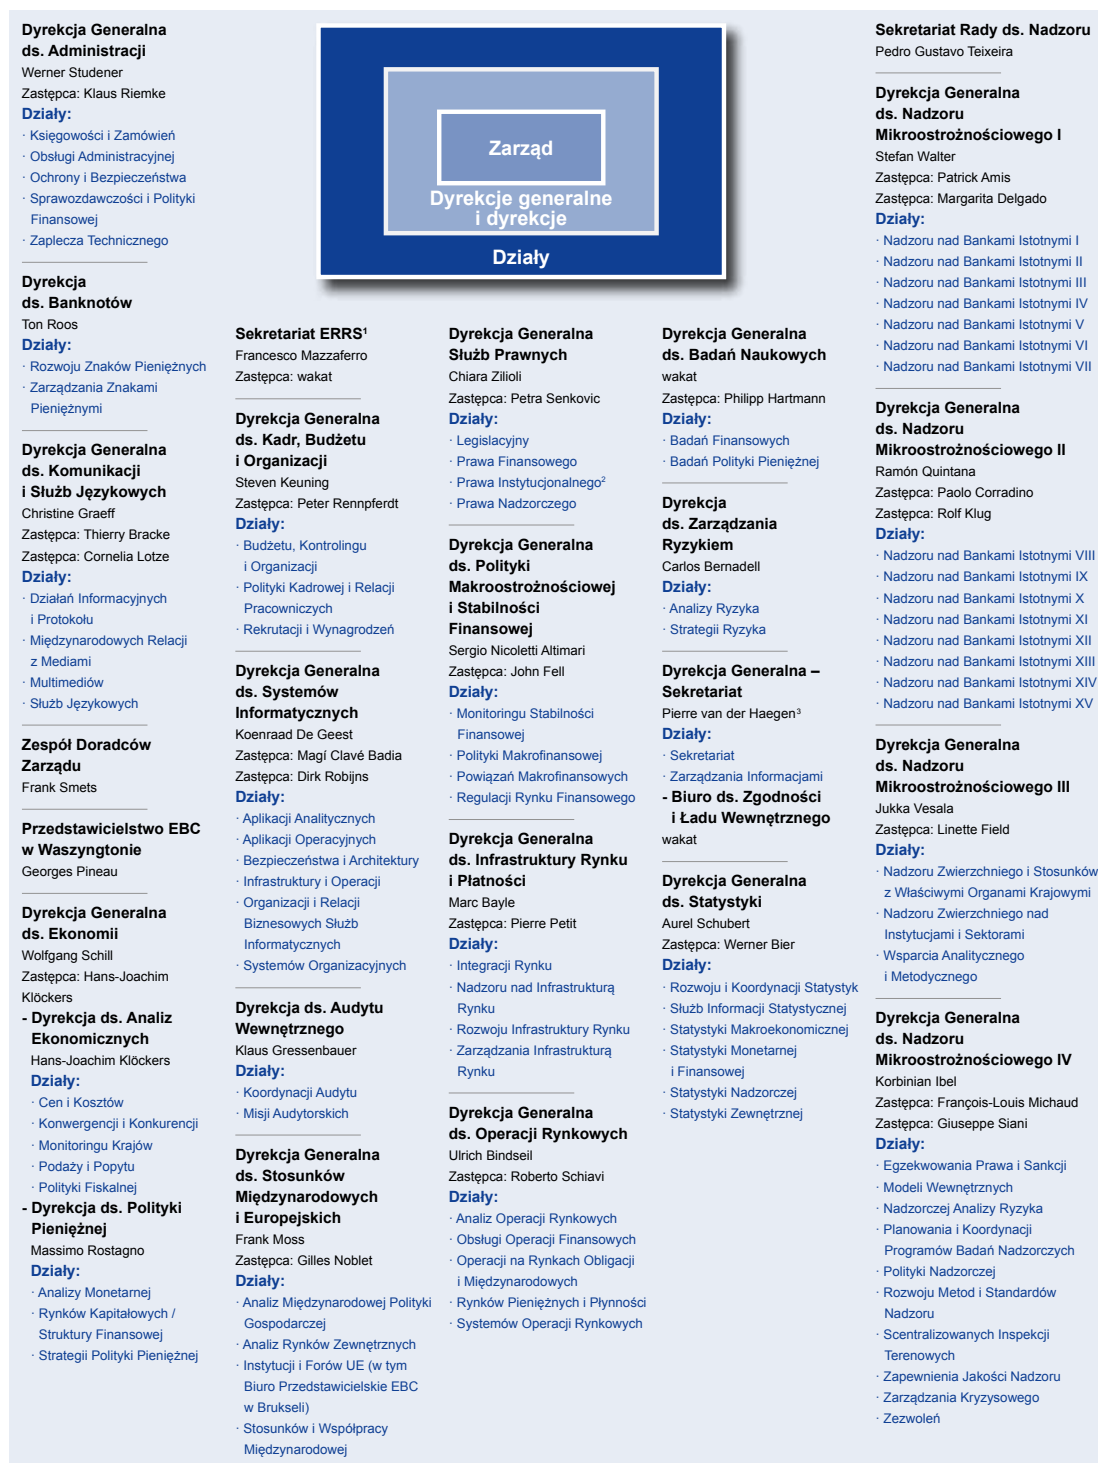 Dyrekcja Generalna
ds. Administracji
Werner Studener
Zastępca: Klaus Riemke
Działy:
· Księgowości i Zamówień
· Obsługi Administracyjnej
· Ochrony i Bezpieczeństwa
· Sprawozdawczości i Polityki
Finansowej
· Zaplecza Technicznego
Dyrekcja
ds. Banknotów
Ton Roos
Działy:
· Rozwoju Znaków Pieniężnych
· Zarządzania Znakami
Pieniężnymi
Dyrekcja Generalna
ds. Komunikacji
i Służb Językowych
Christine Graeff
Zastępca: Thierry Bracke
Zastępca: Cornelia Lotze
Działy:
· Działań Informacyjnych
i Protokołu
· Międzynarodowych Relacji
z Mediami
· Multimediów
· Służb Językowych
Zespół Doradców
Zarządu
Frank Smets
Przedstawicielstwo EBC
w Waszyngtonie
Georges Pineau
Dyrekcja Generalna
ds. Ekonomii
Wolfgang Schill
Zastępca: Hans-Joachim
Klöckers
- Dyrekcja ds. Analiz
Ekonomicznych
Hans-Joachim Klöckers
Działy:
· Cen i Kosztów
· Konwergencji i Konkurencji
· Monitoringu Krajów
· Podaży i Popytu
· Polityki Fiskalnej
- Dyrekcja ds. Polityki
Pieniężnej
Massimo Rostagno
Działy:
· Analizy Monetarnej
· Rynków Kapitałowych /
Struktury Finansowej
· Strategii Polityki Pieniężnej
Zarząd
Dyrekcje generalne
i dyrekcje
Działy
Sekretariat ERRS¹
Francesco Mazzaferro
Zastępca: wakat
Dyrekcja Generalna
ds. Kadr, Budżetu
i Organizacji
Steven Keuning
Zastępca: Peter Rennpferdt
Działy:
· Budżetu, Kontrolingu
i Organizacji
· Polityki Kadrowej i Relacji
Pracowniczych
· Rekrutacji i Wynagrodzeń
Dyrekcja Generalna
ds. Systemów
Informatycznych
Koenraad De Geest
Zastępca: Magí Clavé Badia
Zastępca: Dirk Robijns
Działy:
· Aplikacji Analitycznych
· Aplikacji Operacyjnych
· Bezpieczeństwa i Architektury
· Infrastruktury i Operacji
· Organizacji i Relacji
Biznesowych Służb
Informatycznych
· Systemów Organizacyjnych
Dyrekcja ds. Audytu
Wewnętrznego
Klaus Gressenbauer
Działy:
· Koordynacji Audytu
· Misji Audytorskich
Dyrekcja Generalna
ds. Stosunków
Międzynarodowych
i Europejskich
Frank Moss
Zastępca: Gilles Noblet
Działy:
· Analiz Międzynarodowej Polityki
Gospodarczej
· Analiz Rynków Zewnętrznych
· Instytucji i Forów UE (w tym
Biuro Przedstawicielskie EBC
w Brukseli)
· Stosunków i Współpracy
Międzynarodowej
Dyrekcja Generalna
Służb Prawnych
Chiara Zilioli
Zastępca: Petra Senkovic
Działy:
· Legislacyjny
· Prawa Finansowego
· Prawa Instytucjonalnego²
· Prawa Nadzorczego
Dyrekcja Generalna
ds. Polityki
Makroostrożnościowej
i Stabilności
Finansowej
Sergio Nicoletti Altimari
Zastępca: John Fell
Działy:
· Monitoringu Stabilności
Finansowej
· Polityki Makrofinansowej
· Powiązań Makrofinansowych
· Regulacji Rynku Finansowego
Dyrekcja Generalna
ds. Infrastruktury Rynku
i Płatności
Marc Bayle
Zastępca: Pierre Petit
Działy:
· Integracji Rynku
· Nadzoru nad Infrastrukturą
Rynku
· Rozwoju Infrastruktury Rynku
· Zarządzania Infrastrukturą
Rynku
Dyrekcja Generalna
ds. Operacji Rynkowych
Ulrich Bindseil
Zastępca: Roberto Schiavi
Działy:
· Analiz Operacji Rynkowych
· Obsługi Operacji Finansowych
· Operacji na Rynkach Obligacji
i Międzynarodowych
· Rynków Pieniężnych i Płynności
· Systemów Operacji Rynkowych
Dyrekcja Generalna
ds. Badań Naukowych
wakat
Zastępca: Philipp Hartmann
Działy:
· Badań Finansowych
· Badań Polityki Pieniężnej
Dyrekcja
ds. Zarządzania
Ryzykiem
Carlos Bernadell
Działy:
· Analizy Ryzyka
· Strategii Ryzyka
Dyrekcja Generalna –
Sekretariat
Pierre van der Haegen³
Działy:
· Sekretariat
· Zarządzania Informacjami
- Biuro ds. Zgodności
i Ładu Wewnętrznego
wakat
Dyrekcja Generalna
ds. Statystyki
Aurel Schubert
Zastępca: Werner Bier
Działy:
· Rozwoju i Koordynacji Statystyk
· Służb Informacji Statystycznej
· Statystyki Makroekonomicznej
· Statystyki Monetarnej
i Finansowej
· Statystyki Nadzorczej
· Statystyki Zewnętrznej
Sekretariat Rady ds. Nadzoru
Pedro Gustavo Teixeira
Dyrekcja Generalna
ds. Nadzoru
Mikroostrożnościowego I
Stefan Walter
Zastępca: Patrick Amis
Zastępca: Margarita Delgado
Działy:
· Nadzoru nad Bankami Istotnymi I
· Nadzoru nad Bankami Istotnymi II
· Nadzoru nad Bankami Istotnymi III
· Nadzoru nad Bankami Istotnymi IV
· Nadzoru nad Bankami Istotnymi V
· Nadzoru nad Bankami Istotnymi VI
· Nadzoru nad Bankami Istotnymi VII
Dyrekcja Generalna
ds. Nadzoru
Mikroostrożnościowego II
Ramón Quintana
Zastępca: Paolo Corradino
Zastępca: Rolf Klug
Działy:
· Nadzoru nad Bankami Istotnymi VIII
· Nadzoru nad Bankami Istotnymi IX
· Nadzoru nad Bankami Istotnymi X
· Nadzoru nad Bankami Istotnymi XI
· Nadzoru nad Bankami Istotnymi XII
· Nadzoru nad Bankami Istotnymi XIII
· Nadzoru nad Bankami Istotnymi XIV
· Nadzoru nad Bankami Istotnymi XV
Dyrekcja Generalna
ds. Nadzoru
Mikroostrożnościowego III
Jukka Vesala
Zastępca: Linette Field
Działy:
· Nadzoru Zwierzchniego i Stosunków
z Właściwymi Organami Krajowymi
· Nadzoru Zwierzchniego nad
Instytucjami i Sektorami
· Wsparcia Analitycznego
i Metodycznego
Dyrekcja Generalna
ds. Nadzoru
Mikroostrożnościowego IV
Korbinian Ibel
Zastępca: François-Louis Michaud
Zastępca: Giuseppe Siani
Działy:
· Egzekwowania Prawa i Sankcji
· Modeli Wewnętrznych
· Nadzorczej Analizy Ryzyka
· Planowania i Koordynacji
Programów Badań Nadzorczych
· Polityki Nadzorczej
· Rozwoju Metod i Standardów
Nadzoru
· Scentralizowanych Inspekcji
Terenowych
· Zapewnienia Jakości Nadzoru
· Zarządzania Kryzysowego
· Zezwoleń